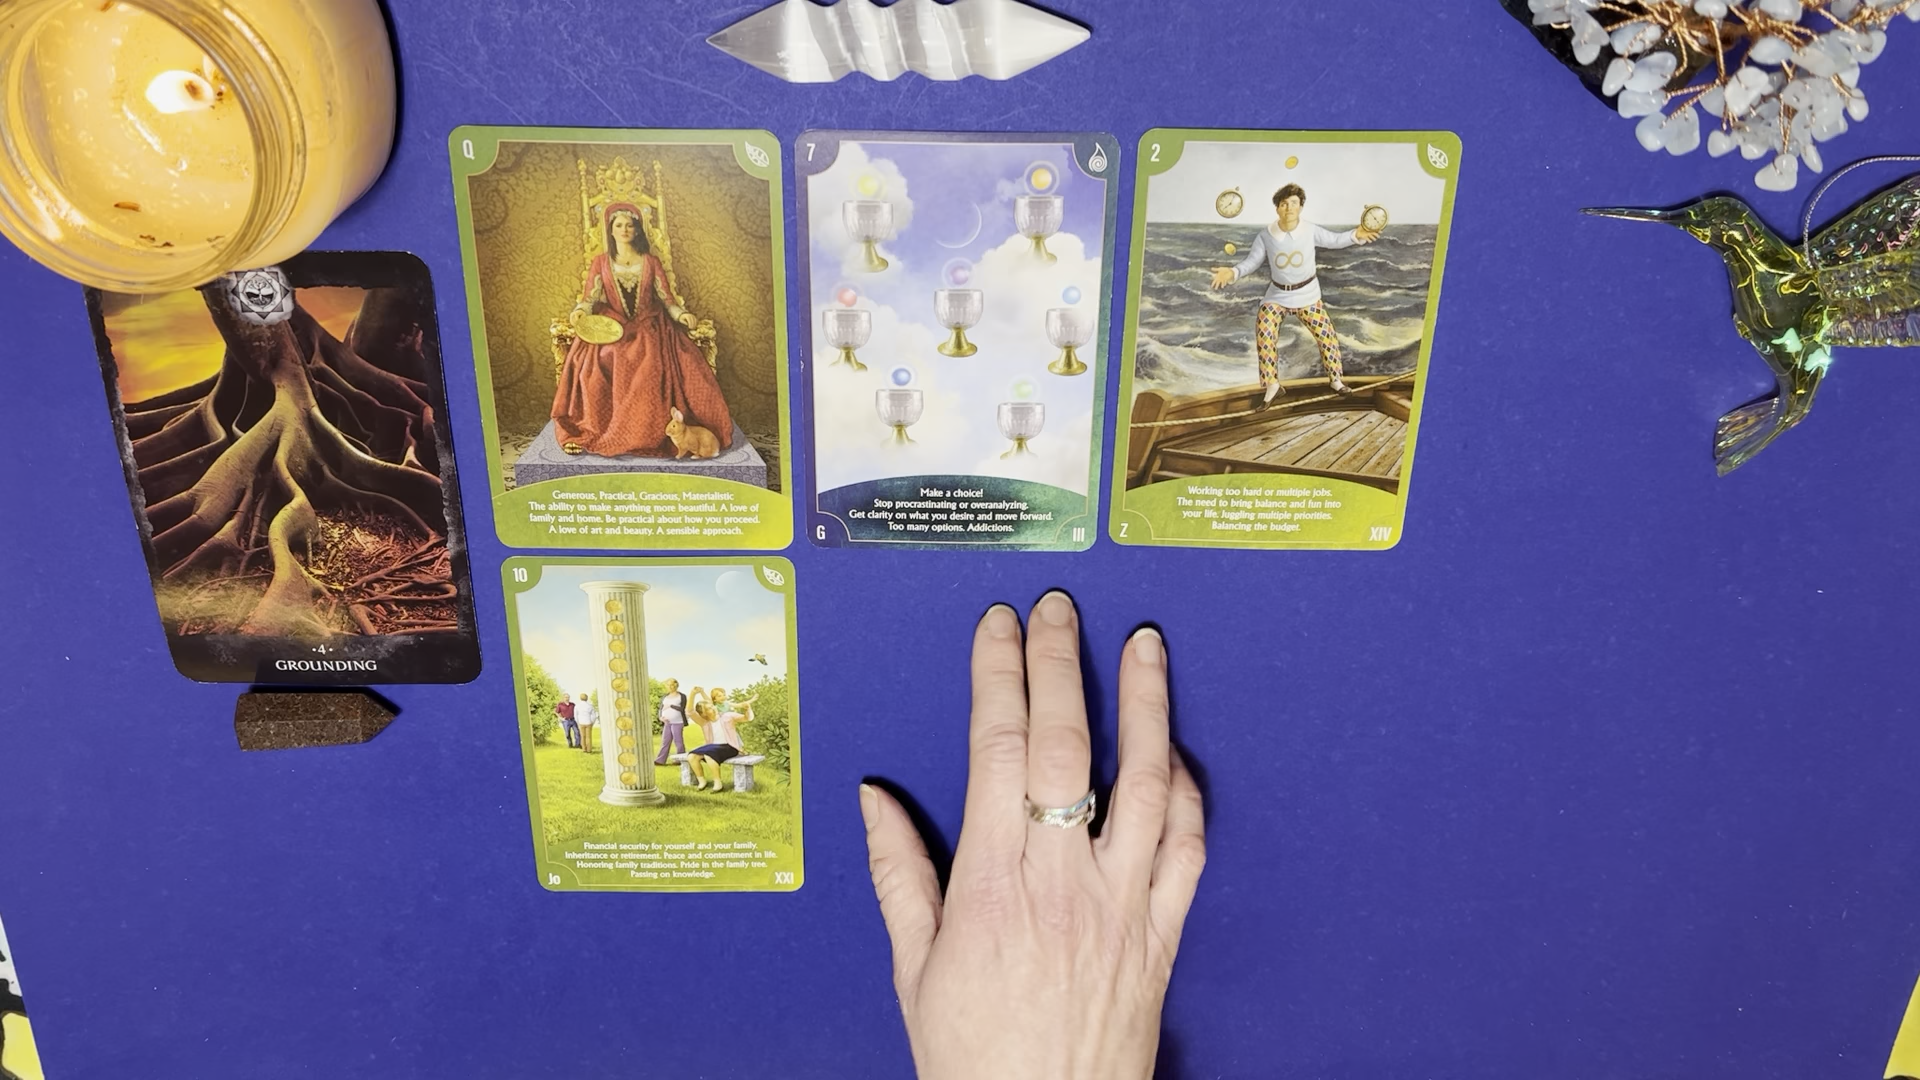 Q
Generous, Practical, Gracious, Materialistic
The ability to make anything more beautiful. A love of
family and home. Be practical about how you proceed.
A love of art and beauty. A sensible approach.
7
Make a choice!
Stop procrastinating or overanalyzing.
Get clarity on what you desire and move forward.
Too many options. Addictions.
G
III
2
Working too hard or multiple jobs.
The need to bring balance and fun into
your life. Juggling multiple priorities.
Balancing the budget.
Z
XIV
·4·
GROUNDING
10
Financial security for yourself and your family.
Inheritance or retirement. Peace and contentment in life.
Honoring family traditions. Pride in the family tree.
Passing on knowledge.
Jo
XXI